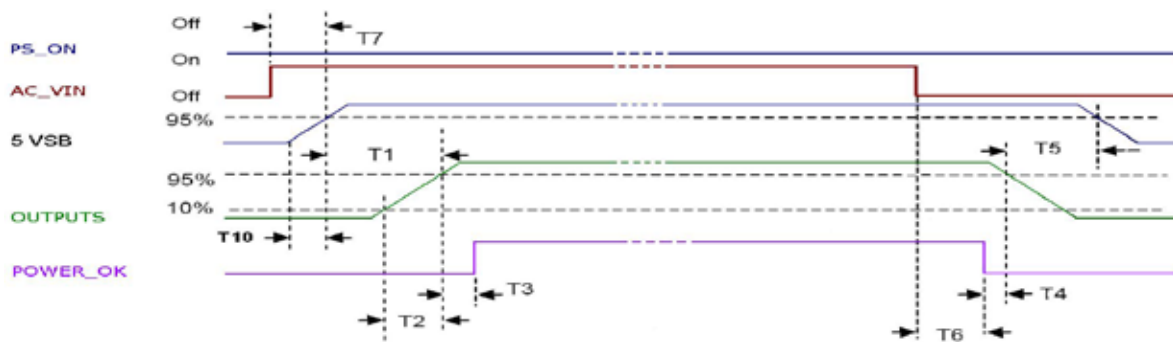 Off
T7
PS_ON
On
AC_VIN
Off
95%
5 VSB
T1
T5
95%
10%
OUTPUTS
T10
POWER_OK
T3
T4
T2
T6